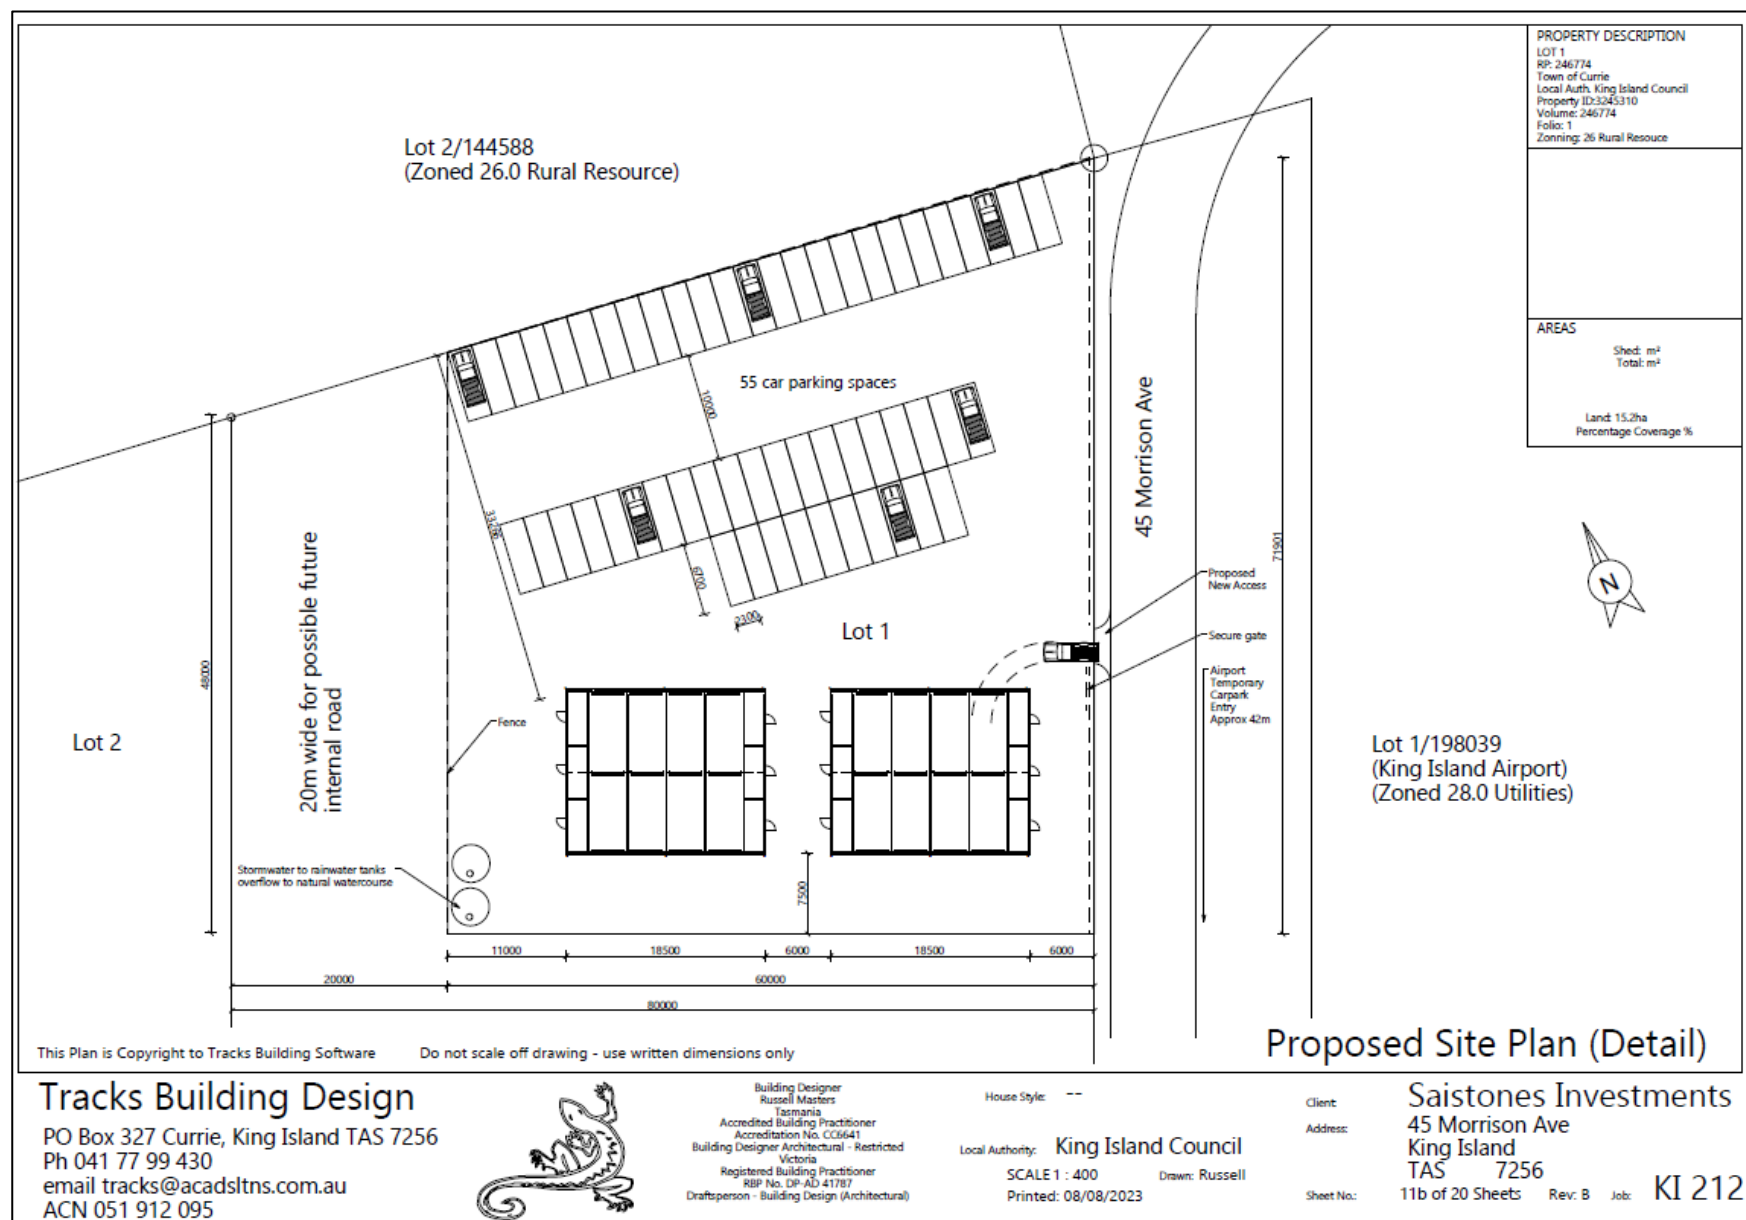 PROPERTY DESCRIPTION
LOT 1
RP: 246774
Town of Currie
Local Auth. King Island Council
Property ID:3245310
Volume: 246774
Folio: 1
Zonning: 26 Rural Resouce
AREAS
Shed: m²
Total: m²
Land: 15.2ha
Percentage Coverage %
Lot 2/144588
(Zoned 26.0 Rural Resource)
55 car parking spaces
10000
33200
6700
2300
45 Morrison Ave
71901
Proposed
New Access
Secure gate
Airport
Temporary
Carpark
Entry
Approx 42m
N
Lot 1
Lot 2
48000
20m wide for possible future
internal road
Fence
Lot 1/198039
(King Island Airport)
(Zoned 28.0 Utilities)
Stormwater to rainwater tanks
overflow to natural watercourse
7500
11000
18500
6000
18500
6000
20000
60000
80000
This Plan is Copyright to Tracks Building Software
Do not scale off drawing - use written dimensions only
Proposed Site Plan (Detail)
Tracks Building Design
PO Box 327 Currie, King Island TAS 7256
Ph 041 77 99 430
email tracks@acadsltns.com.au
ACN 051 912 095
Building Designer
Russell Masters
Tasmania
Accredited Building Practitioner
Accreditation No. CC6641
Building Designer Architectural - Restricted
Victoria
Registered Building Practitioner
RBP No. DP-AD 41787
Draftsperson - Building Design (Architectural)
House Style: --
Local Authority: King Island Council
SCALE 1 : 400 Drawn: Russell
Printed: 08/08/2023
Client: Saistones Investments
Address: 45 Morrison Ave
King Island
TAS 7256
Sheet No.: 11b of 20 Sheets Rev: B Job: KI 212